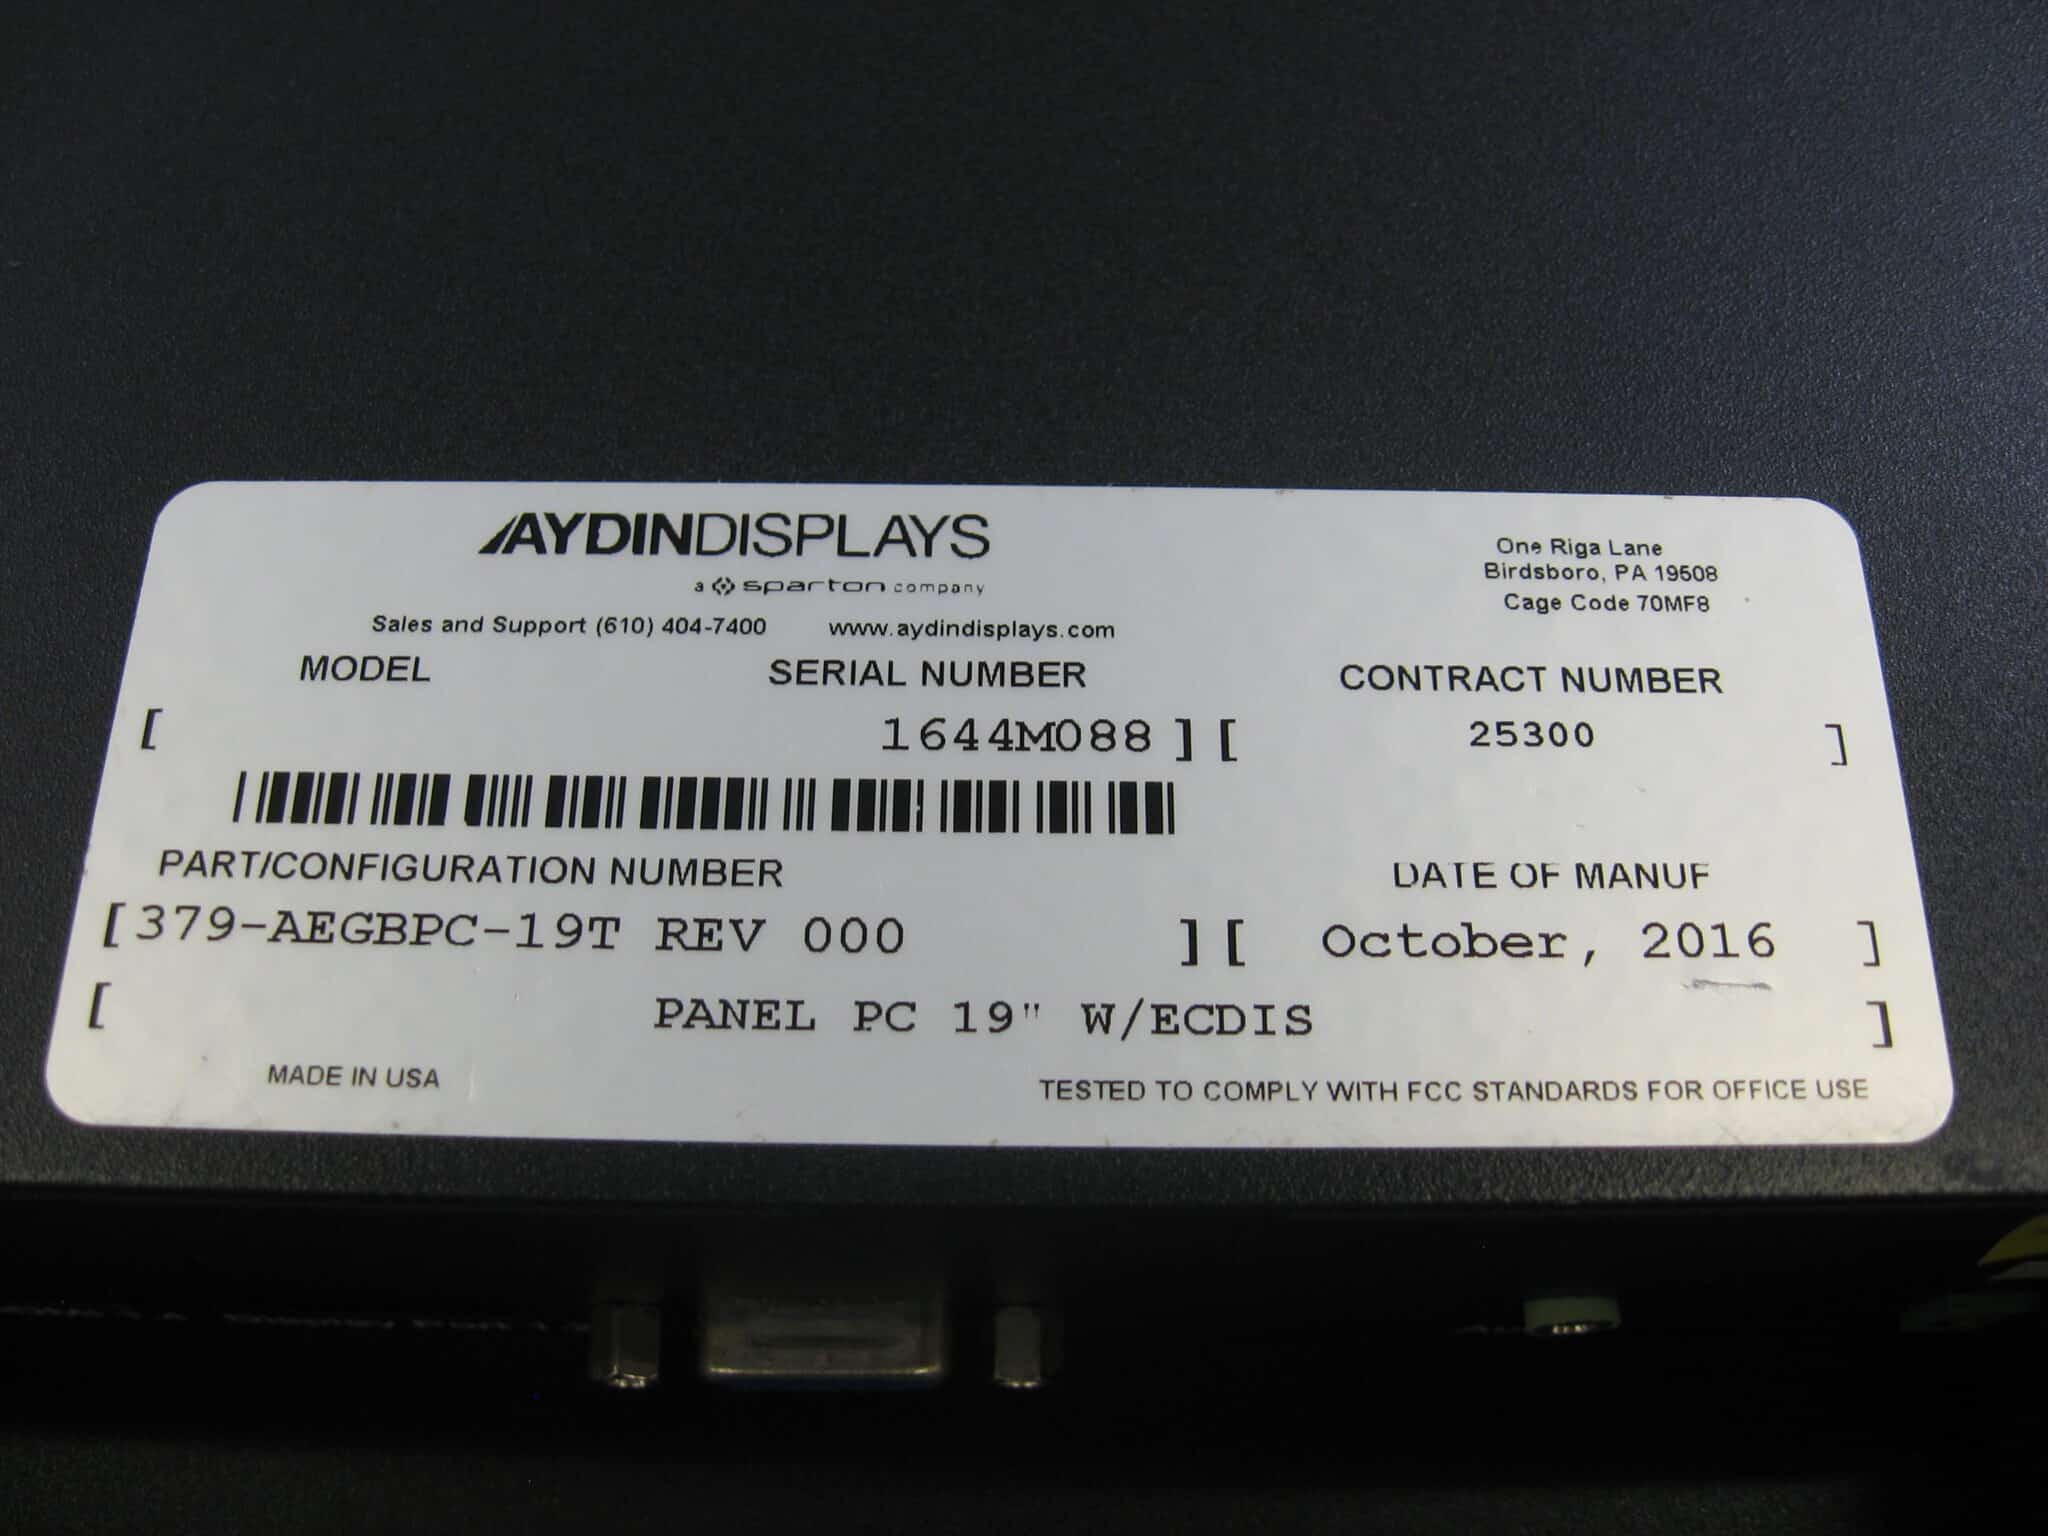 AYDINDISPLAYS
a sparton company
One Riga Lane
Birdsboro, PA 19508
Cage Code 70MF8
Sales and Support (610) 404-7400 www.aydindisplays.com
MODEL SERIAL NUMBER CONTRACT NUMBER
[ 1644M088 ] [ 25300 ]
PART/CONFIGURATION NUMBER DATE OF MANUF
[379-AEGBPC-19T REV 000 ] [ October, 2016 ]
[ PANEL PC 19" W/ECDIS ]
MADE IN USA TESTED TO COMPLY WITH FCC STANDARDS FOR OFFICE USE